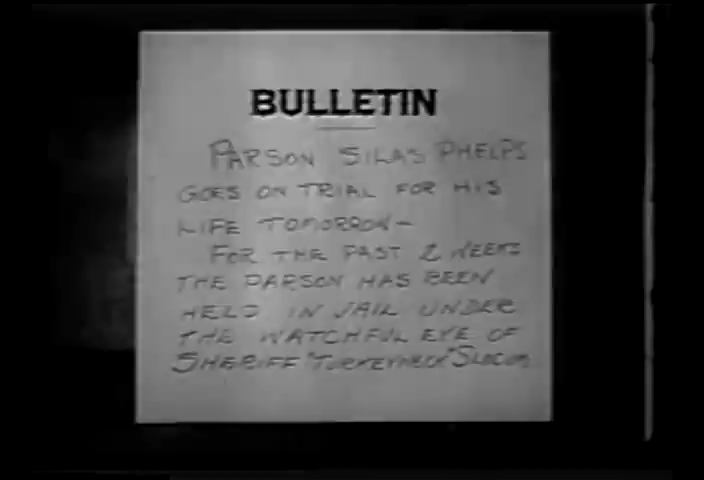 BULLETIN
PARSON SILAS PHELPS
GOES ON TRIAL FOR HIS
LIFE TOMORROW-
FOR THE PAST 2 WEEKS
THE PARSON HAS BEEN
HELD IN JAIL UNDER
THE WATCHFUL EYE OF
SHERIFF "TURKEYNECK" SLOCUM